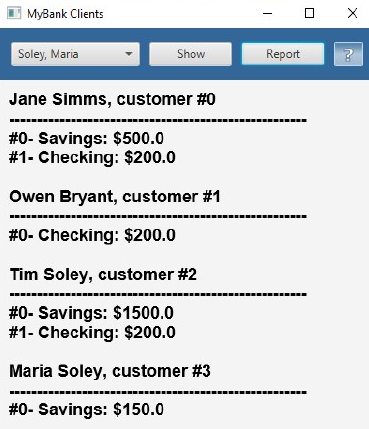 MyBank Clients
Soley, Maria Show Report ?
Jane Simms, customer #0
------------------------------------------------------
#0- Savings: $500.0
#1- Checking: $200.0
Owen Bryant, customer #1
------------------------------------------------------
#0- Checking: $200.0
Tim Soley, customer #2
------------------------------------------------------
#0- Savings: $1500.0
#1- Checking: $200.0
Maria Soley, customer #3
------------------------------------------------------
#0- Savings: $150.0